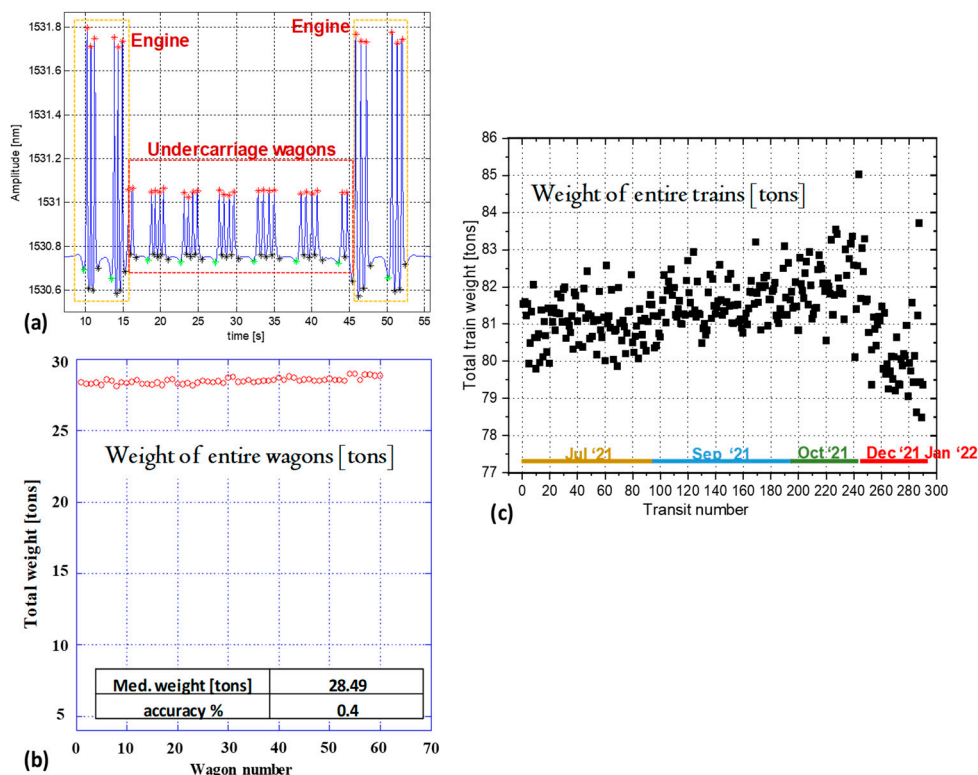 1531.8
1531.6
1531.4
1531.2
1531
1530.8
1530.6
Amplitude [nm]
Engine
Engine
Undercarriage wagons
10
15
20
25
30
35
40
45
50
55
time [s]
(a)
30
25
20
15
10
5
Total weight [tons]
Weight of entire wagons [tons]
Med. weight [tons] 28.49
accuracy % 0.4
0
10
20
30
40
50
60
70
Wagon number
(b)
86
85
84
83
82
81
80
79
78
77
Total train weight [tons]
Weight of entire trains [tons]
Jul '21
Sep '21
Oct '21
Dec '21 Jan '22
0
20
40
60
80
100
120
140
160
180
200
220
240
260
280
300
Transit number
(c)